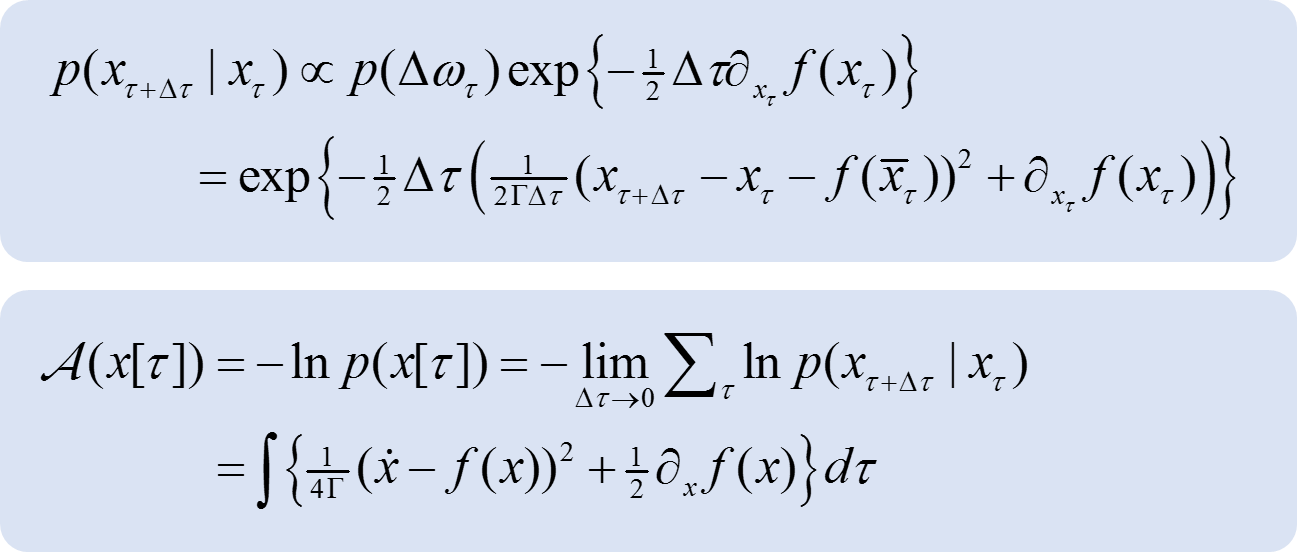 p(x_{τ+Δτ} | x_τ) ∝ p(Δω_τ) exp{−½ Δτ∂_{x_τ} f(x_τ)}
= exp{−½ Δτ(\frac{1}{2ΓΔτ}(x_{τ+Δτ} − x_τ − f(x̄_τ))² + ∂_{x_τ} f(x_τ))}
𝒜(x[τ]) = −ln p(x[τ]) = −lim_{Δτ→0} ∑_τ ln p(x_{τ+Δτ} | x_τ)
= ∫{\frac{1}{4Γ}(ẋ − f(x))² + ½ ∂_x f(x)}dτ